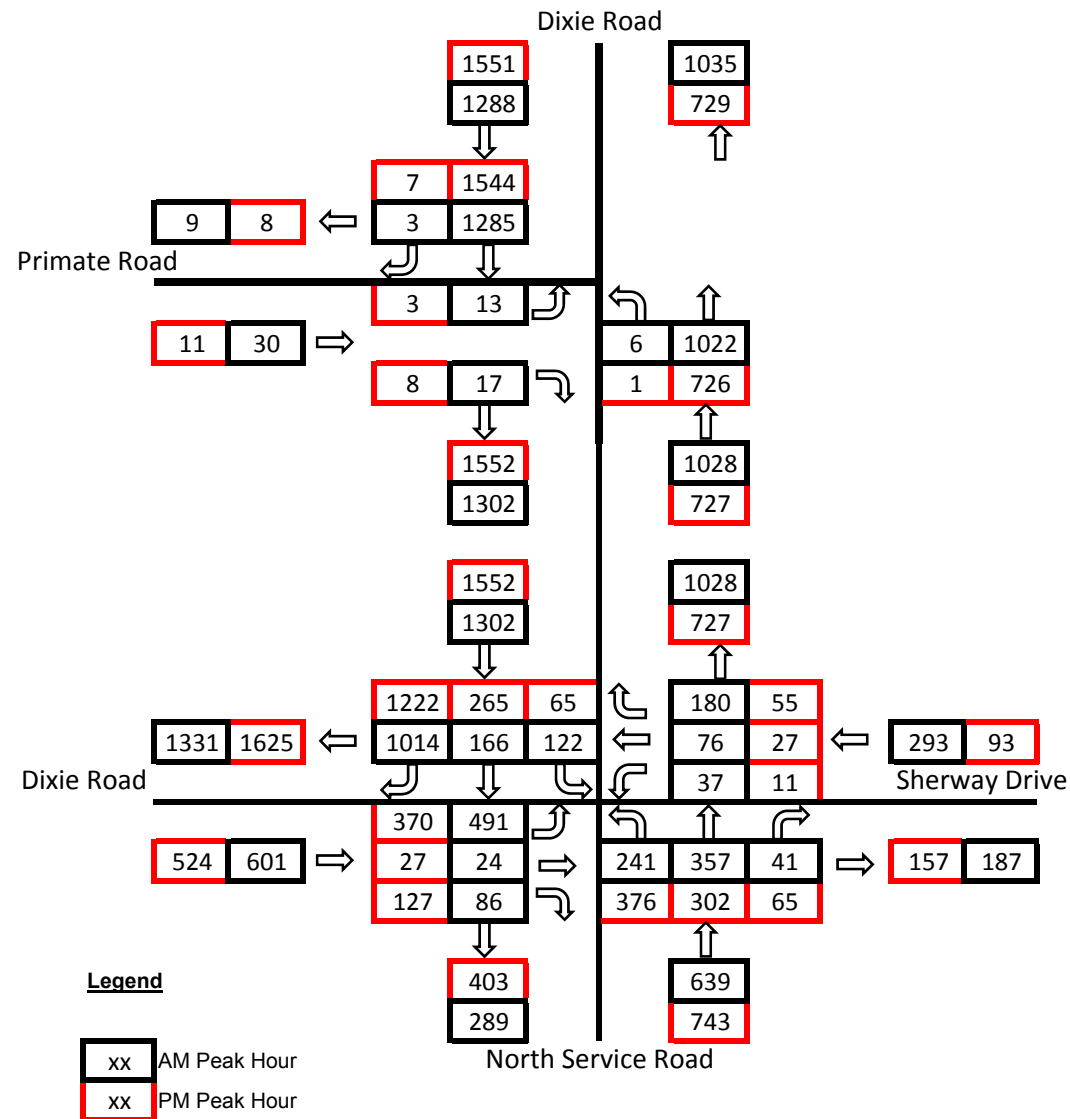 Dixie Road
1551 1035
1288 729
7 1544
9 8 3 1285
Primate Road
3 13
11 30 6 1022
8 17 1 726
1552 1028
1302 727
1552 1028
1302 727
1222 265 65 180 55
1331 1625 1014 166 122 76 27 293 93
Dixie Road 37 11 Sherway Drive
370 491
524 601 27 24 241 357 41 157 187
127 86 376 302 65
Legend 403 639
289 743
North Service Road
xx AM Peak Hour
xx PM Peak Hour